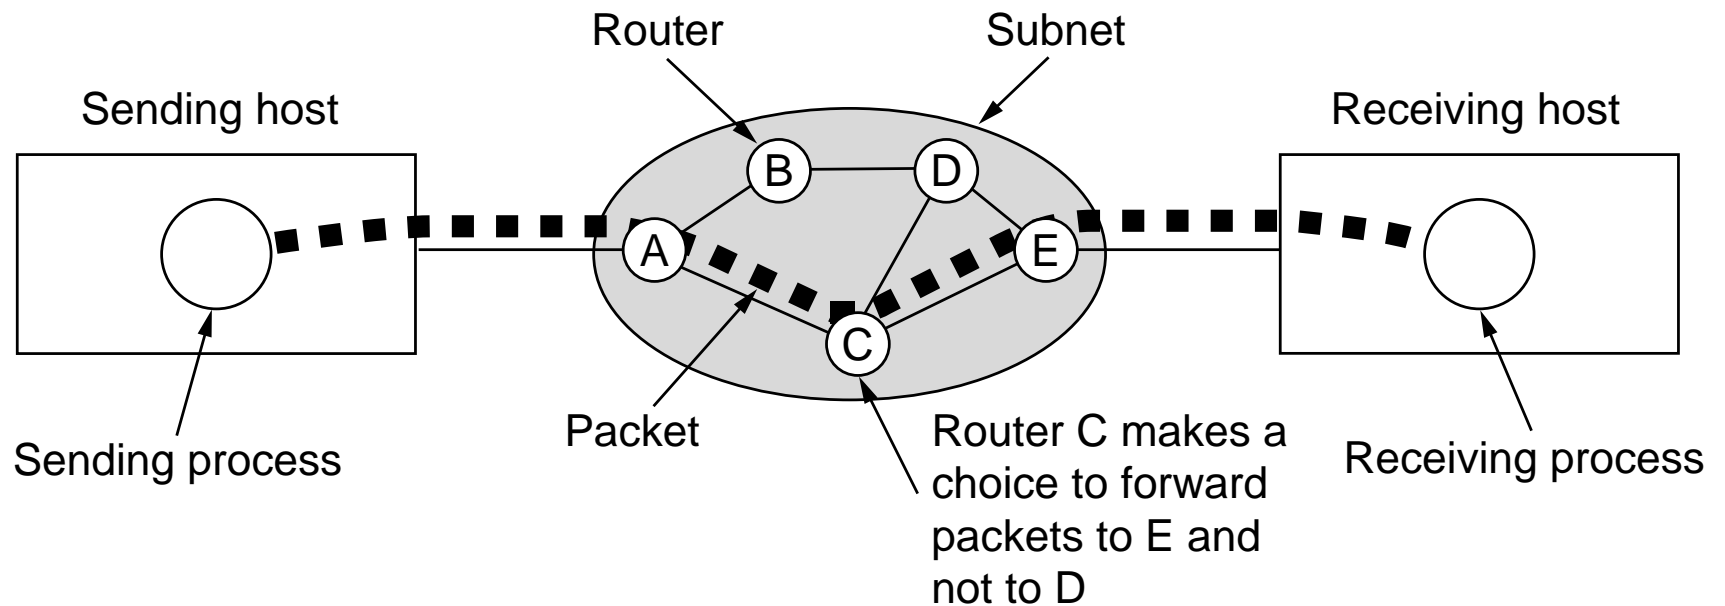 Router
Subnet
Sending host
Receiving host
B
D
A
E
C
Packet
Sending process
Router C makes a
choice to forward
packets to E and
not to D
Receiving process